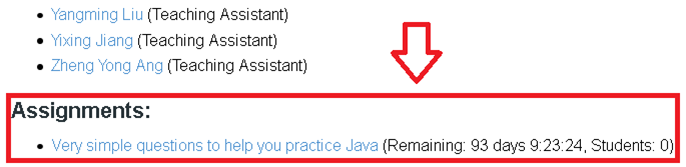 Yangming Liu (Teaching Assistant)
Yixing Jiang (Teaching Assistant)
Zheng Yong Ang (Teaching Assistant)
Assignments:
Very simple questions to help you practice Java (Remaining: 93 days 9:23:24, Students: 0)